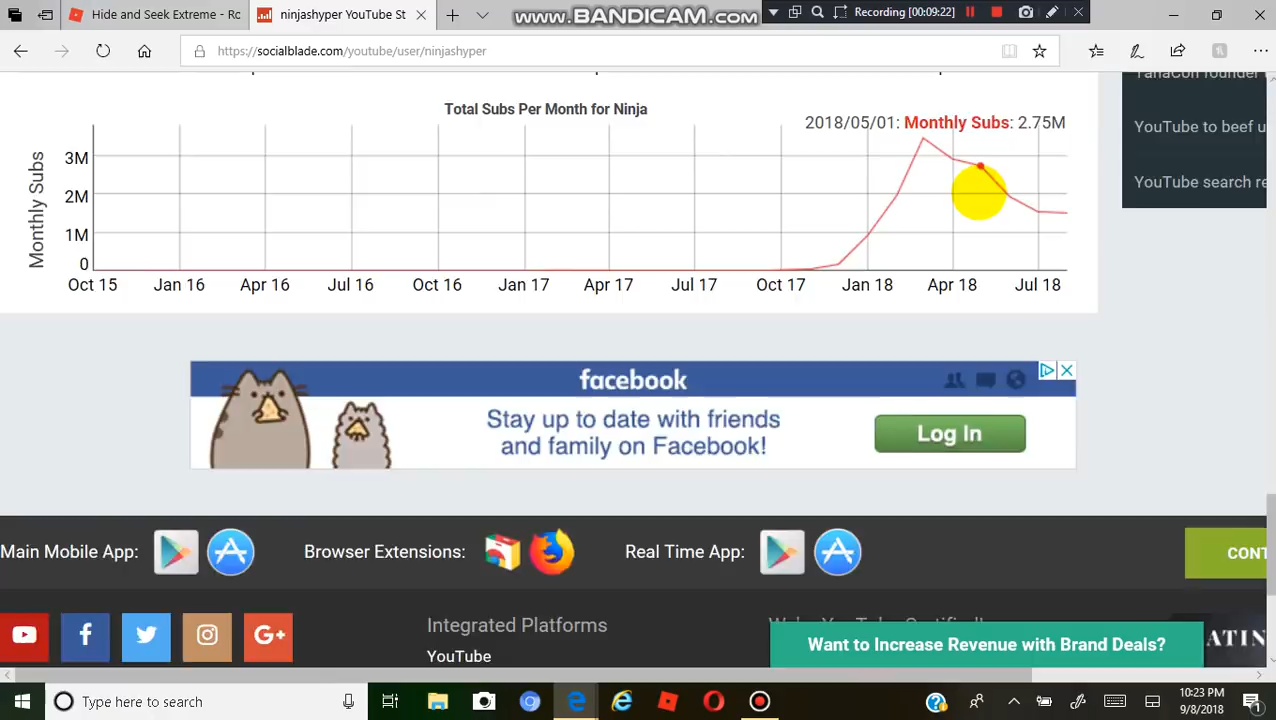 Hide and Seek Extreme - Ro
ninjashyper YouTube St
www.BANDICAM.com
Recording [00:09:22]
https://socialblade.com/youtube/user/ninjashyper
Total Subs Per Month for Ninja
2018/05/01: Monthly Subs: 2.75M
Monthly Subs
3M
2M
1M
0
Oct 15 Jan 16 Apr 16 Jul 16 Oct 16 Jan 17 Apr 17 Jul 17 Oct 17 Jan 18 Apr 18 Jul 18
TanaCon founder
YouTube to beef u
YouTube search re
facebook
Stay up to date with friends
and family on Facebook!
Log In
Main Mobile App:
Browser Extensions:
Real Time App:
CONT
G+
Integrated Platforms
YouTube
Want to Increase Revenue with Brand Deals?
ATIN
Type here to search
10:23 PM
9/8/2018
1